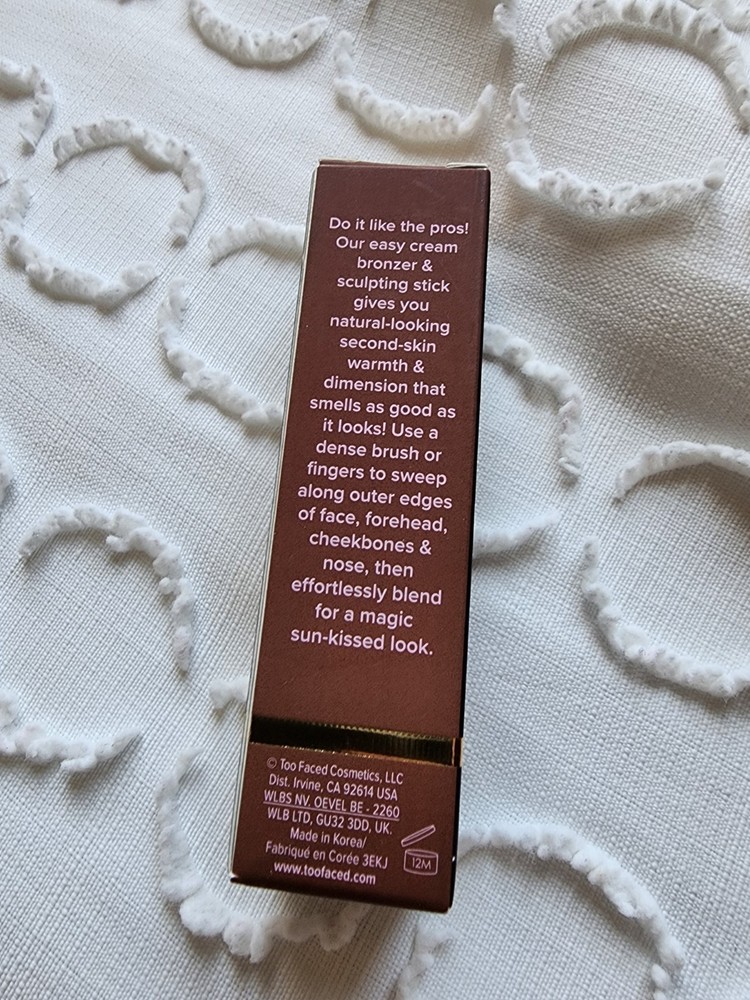 Do it like the pros!
Our easy cream
bronzer &
sculpting stick
gives you
natural-looking
second-skin
warmth &
dimension that
smells as good as
it looks! Use a
dense brush or
fingers to sweep
along outer edges
of face, forehead,
cheekbones &
nose, then
effortlessly blend
for a magic
sun-kissed look.
© Too Faced Cosmetics, LLC
Dist. Irvine, CA 92614 USA
WLBS NV. OEVEL BE - 2260
WLB LTD, GU32 3DD, UK.
Made in Korea/
Fabriqué en Corée 3EKJ
www.toofaced.com
12M